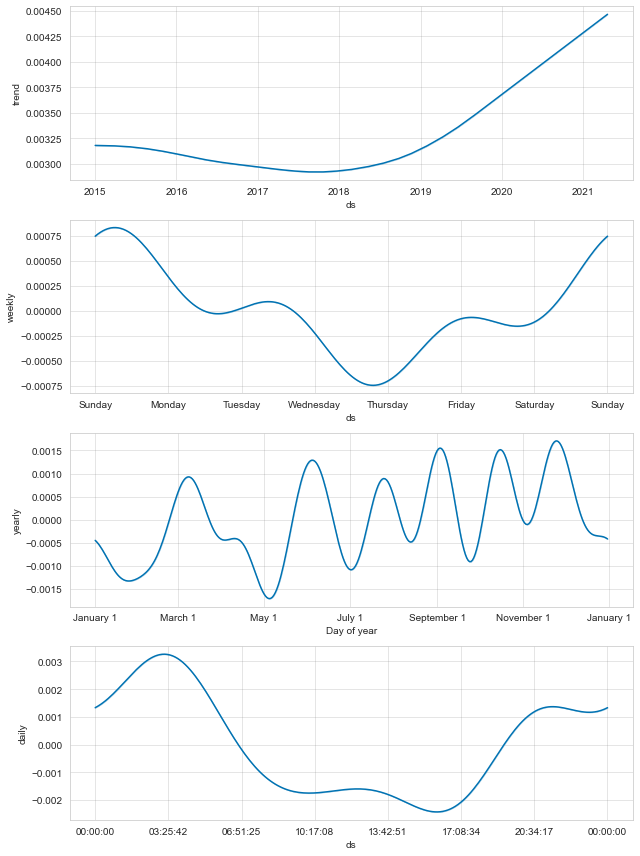 0.00450
0.00425
0.00400
0.00375
0.00350
0.00325
0.00300
trend
2015 2016 2017 2018 2019 2020 2021
ds
0.00075
0.00050
0.00025
0.00000
−0.00025
−0.00050
−0.00075
weekly
Sunday Monday Tuesday Wednesday Thursday Friday Saturday Sunday
ds
0.0015
0.0010
0.0005
0.0000
−0.0005
−0.0010
−0.0015
yearly
January 1 March 1 May 1 July 1 September 1 November 1 January 1
Day of year
0.003
0.002
0.001
0.000
−0.001
−0.002
daily
00:00:00 03:25:42 06:51:25 10:17:08 13:42:51 17:08:34 20:34:17 00:00:00
ds